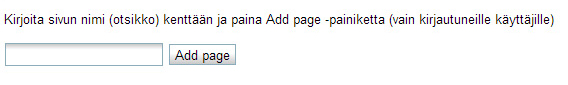 Kirjoita sivun nimi (otsikko) kenttään ja paina Add page -painiketta (vain kirjautuneille käyttäjille)
Add page